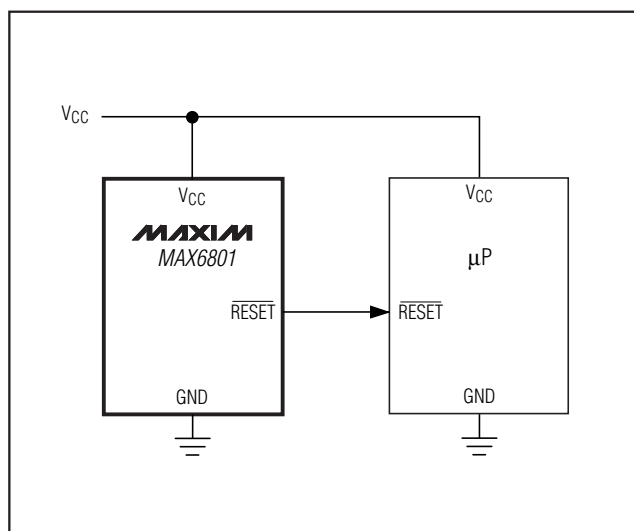 VCC
VCC
MAXIM
MAX6801
RESET
GND
VCC
μP
RESET
GND